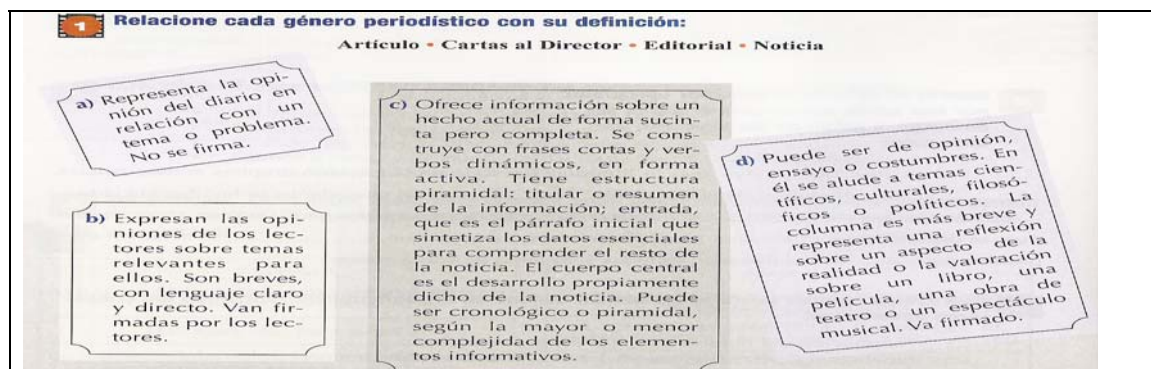 1 Relacione cada género periodístico con su definición:
Artículo • Cartas al Director • Editorial • Noticia
a) Representa la opi-
nión del diario en
relación con un
tema o problema.
No se firma.
b) Expresan las opi-
niones de los lec-
tores sobre temas
relevantes para
ellos. Son breves,
con lenguaje claro
y directo. Van fir-
madas por los lec-
tores.
c) Ofrece información sobre un
hecho actual de forma sucin-
ta pero completa. Se cons-
truye con frases cortas y ver-
bos dinámicos, en forma
activa. Tiene estructura
piramidal: titular o resumen
de la información; entrada,
que es el párrafo inicial que
sintetiza los datos esenciales
para comprender el resto de
la noticia. El cuerpo central
es el desarrollo propiamente
dicho de la noticia. Puede
ser cronológico o piramidal,
según la mayor o menor
complejidad de los elemen-
tos informativos.
d) Puede ser de opinión,
ensayo o costumbres. En
él se alude a temas cien-
tíficos, culturales, filosó-
ficos o políticos. La
columna es más breve y
representa una reflexión
sobre un aspecto de la
realidad o la valoración
sobre un libro, una
película, una obra de
teatro o un espectáculo
musical. Va firmado.